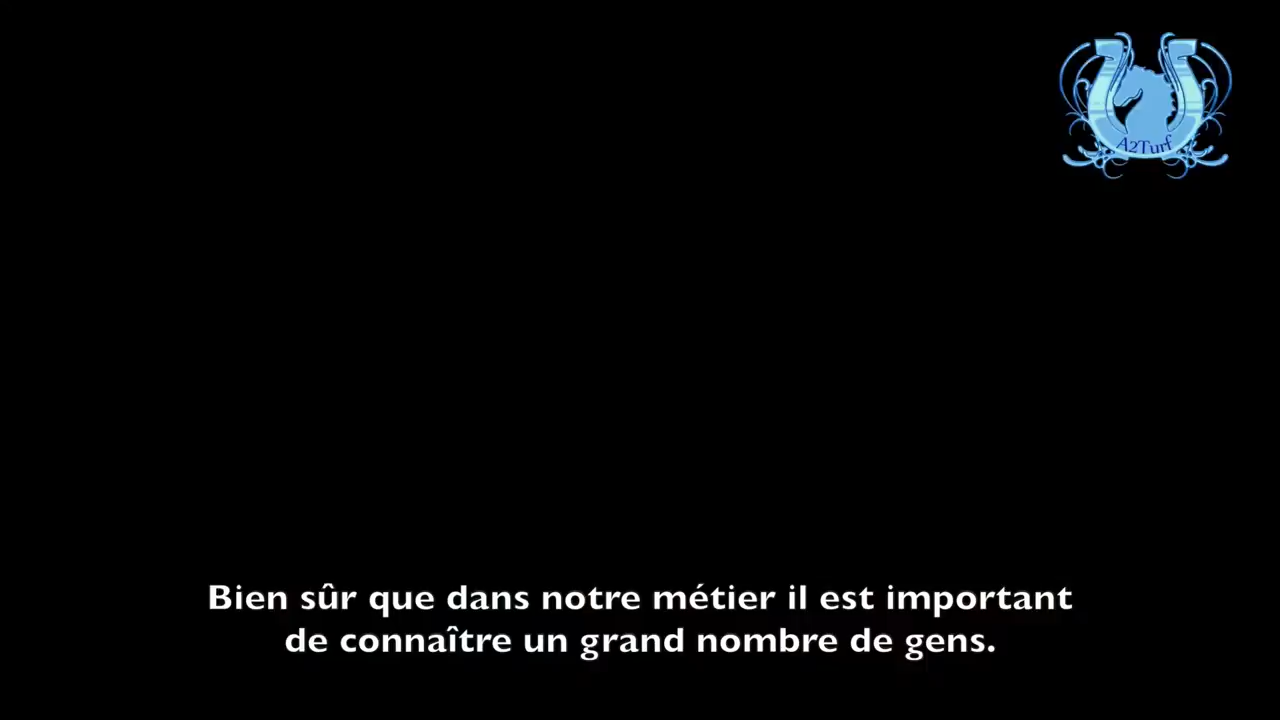 A2Turf
Bien sûr que dans notre métier il est important
de connaître un grand nombre de gens.